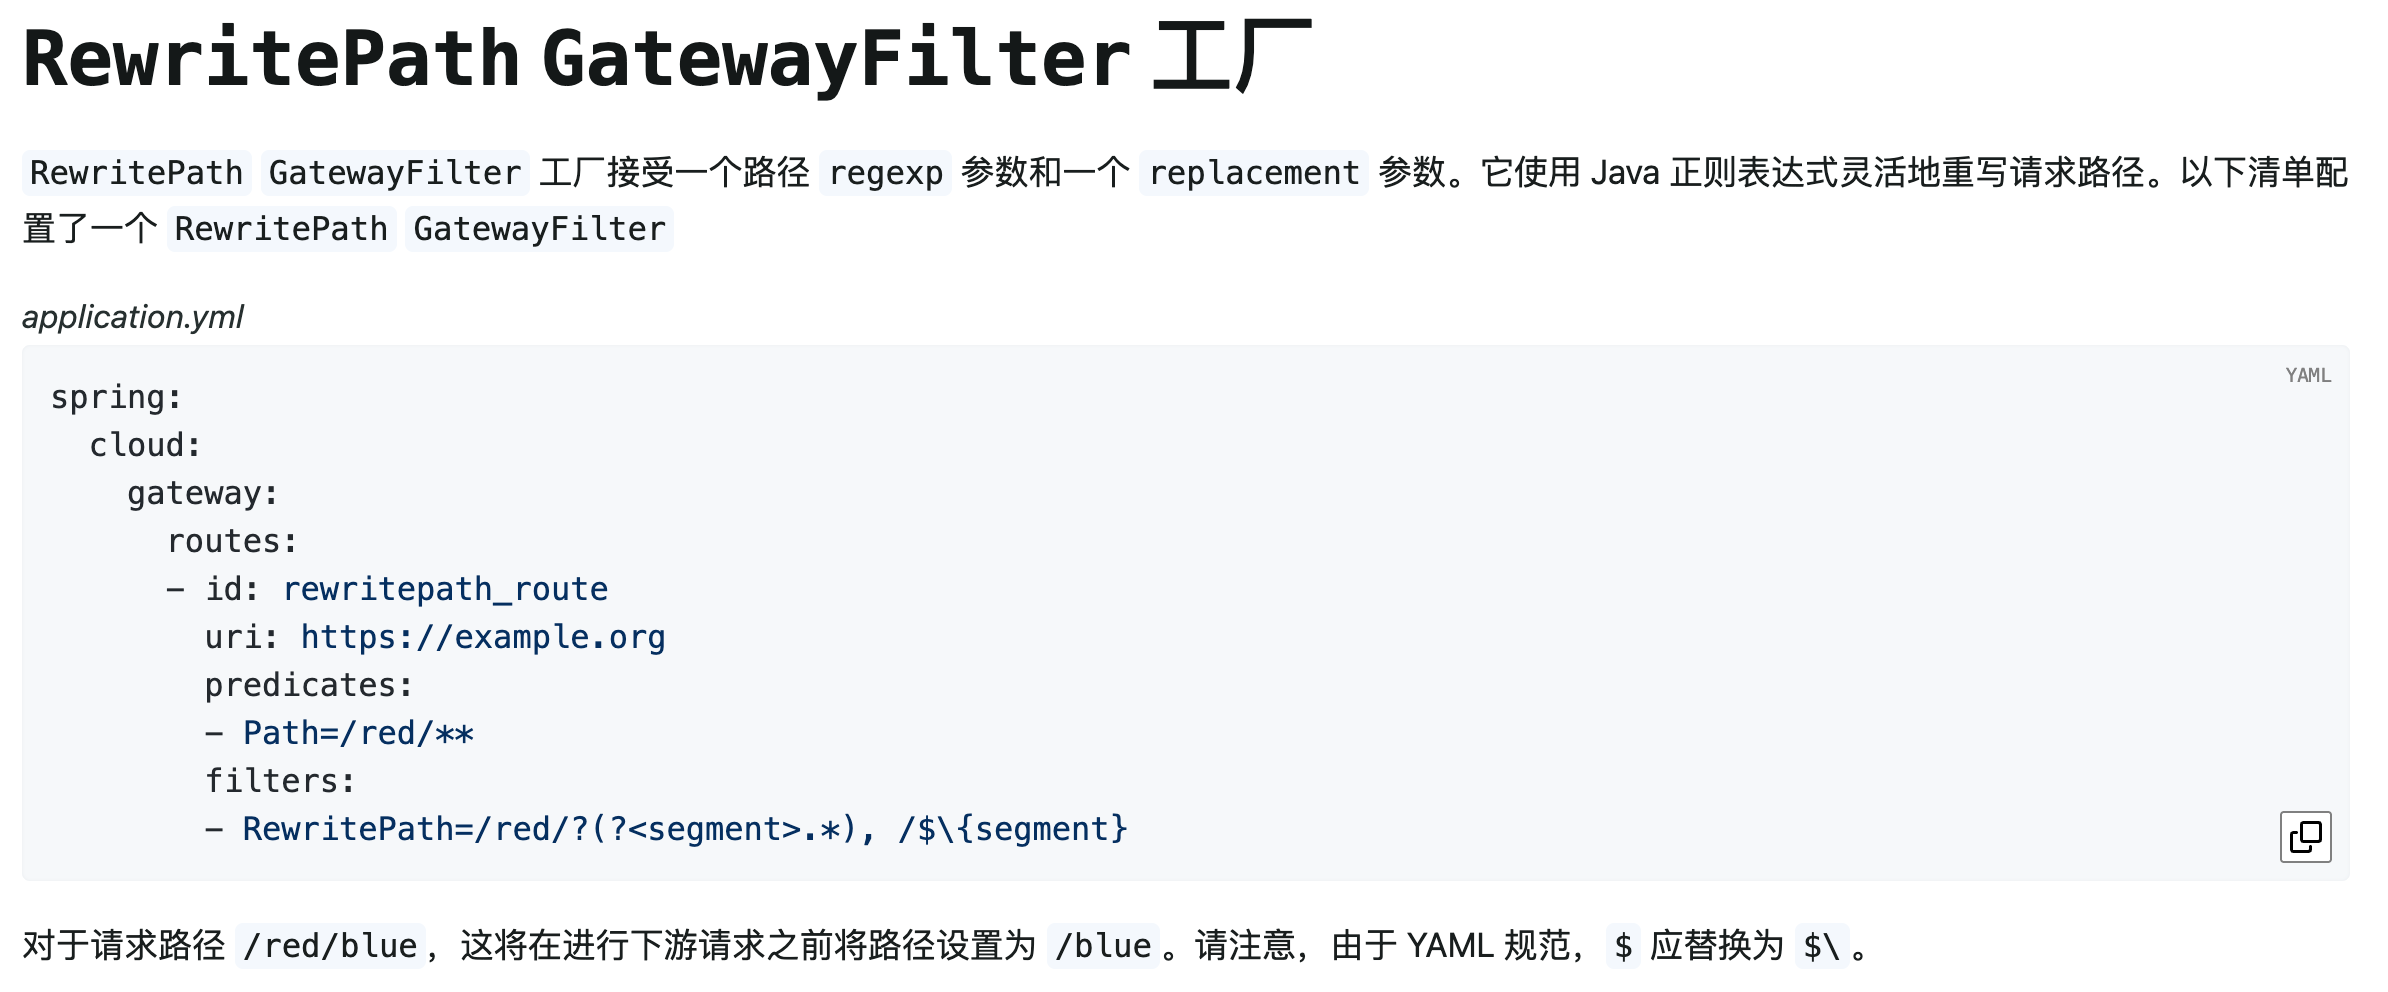 RewritePath GatewayFilter 工厂
RewritePath GatewayFilter 工厂接受一个路径 regexp 参数和一个 replacement 参数。它使用 Java 正则表达式灵活地重写请求路径。以下清单配
置了一个 RewritePath GatewayFilter
application.yml
YAML
spring:
  cloud:
    gateway:
      routes:
      - id: rewritepath_route
        uri: https://example.org
        predicates:
        - Path=/red/**
        filters:
        - RewritePath=/red/?(?<segment>.*), /$\{segment}
对于请求路径 /red/blue，这将在进行下游请求之前将路径设置为 /blue。请注意，由于 YAML 规范，$ 应替换为 $\。